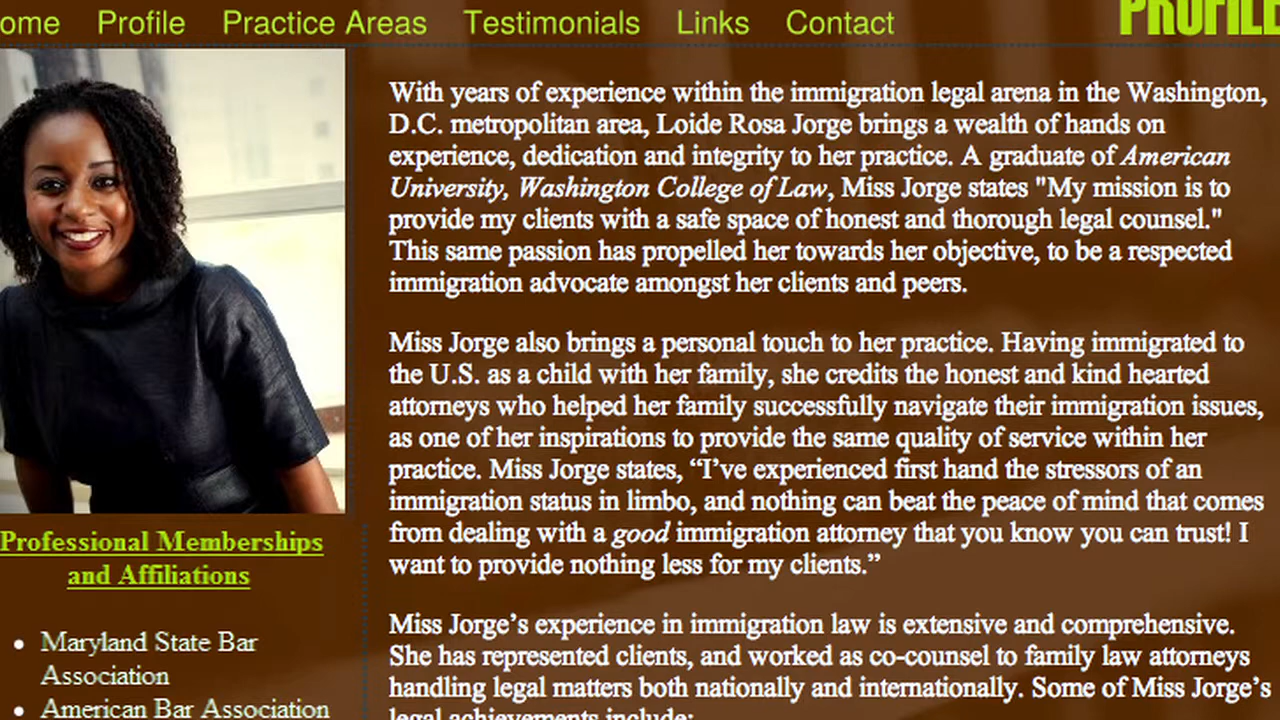 ome Profile Practice Areas Testimonials Links Contact
PROFILE
With years of experience within the immigration legal arena in the Washington,
D.C. metropolitan area, Loide Rosa Jorge brings a wealth of hands on
experience, dedication and integrity to her practice. A graduate of American
University, Washington College of Law, Miss Jorge states "My mission is to
provide my clients with a safe space of honest and thorough legal counsel."
This same passion has propelled her towards her objective, to be a respected
immigration advocate amongst her clients and peers.
Miss Jorge also brings a personal touch to her practice. Having immigrated to
the U.S. as a child with her family, she credits the honest and kind hearted
attorneys who helped her family successfully navigate their immigration issues,
as one of her inspirations to provide the same quality of service within her
practice. Miss Jorge states, “I’ve experienced first hand the stressors of an
immigration status in limbo, and nothing can beat the peace of mind that comes
from dealing with a good immigration attorney that you know you can trust! I
want to provide nothing less for my clients.”
Miss Jorge’s experience in immigration law is extensive and comprehensive.
She has represented clients, and worked as co-counsel to family law attorneys
handling legal matters both nationally and internationally. Some of Miss Jorge’s
legal achievements include:
Professional Memberships
and Affiliations
• Maryland State Bar
Association
• American Bar Association